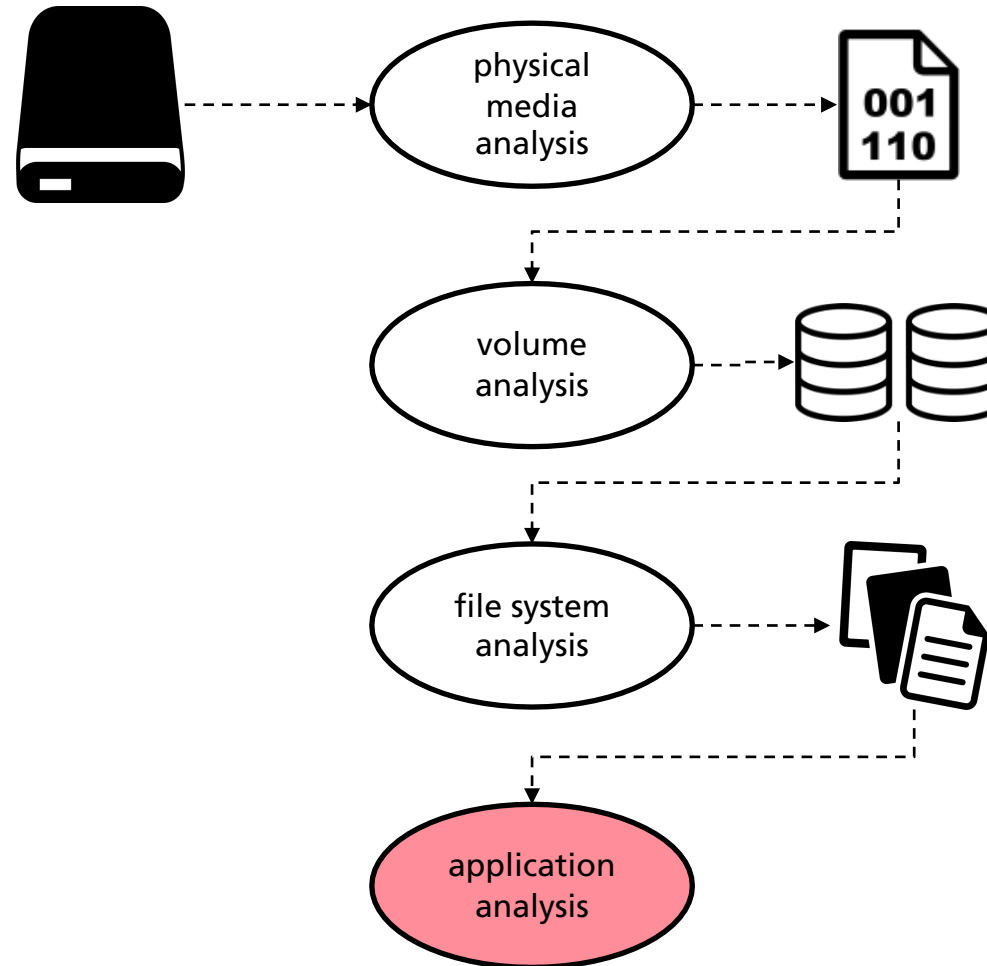 physical
media
analysis
001
110
volume
analysis
file system
analysis
application
analysis